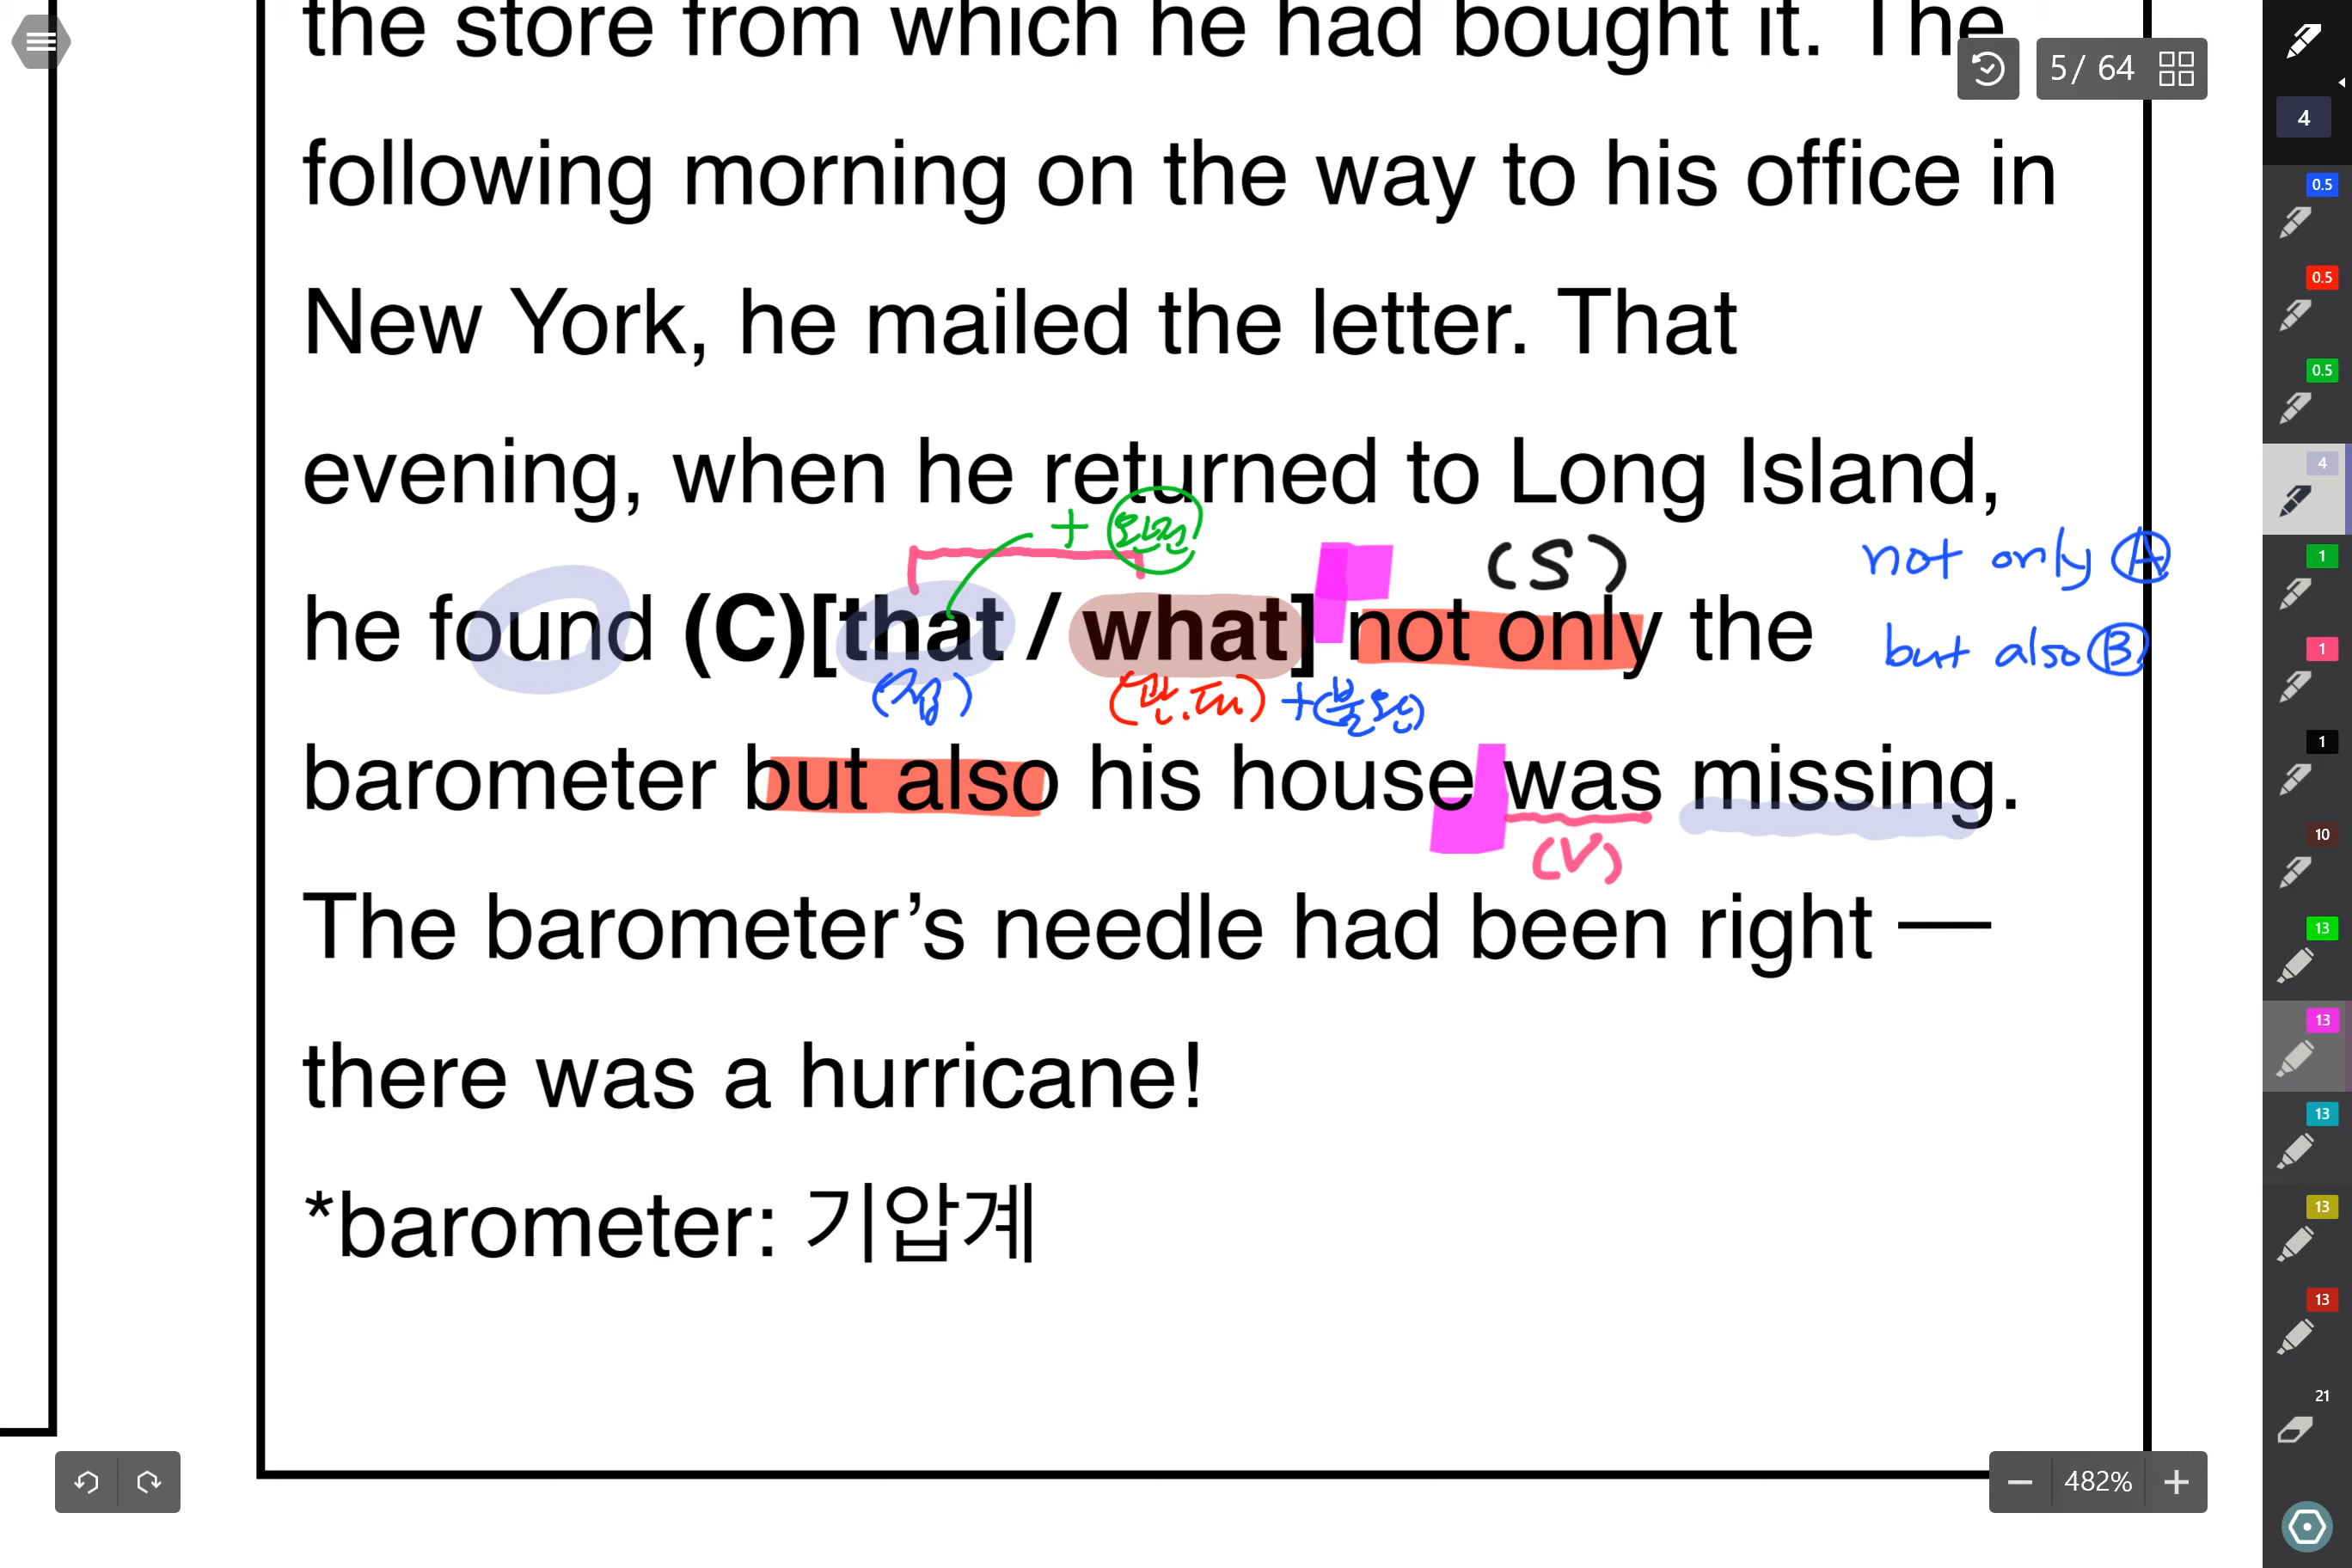 the store from which he had bought it. The
5/ 64
following morning on the way to his office in
New York, he mailed the letter. That
evening, when he returned to Long Island,
+ 완전
(S)
not only Ⓐ
he found (C)[that / what] not only the
but also Ⓑ
+(불완)
barometer but also his house was missing.
(V)
The barometer’s needle had been right —
there was a hurricane!
*barometer: 기압계
482%
4
0.5
0.5
0.5
4
1
1
1
10
13
13
13
13
13
21